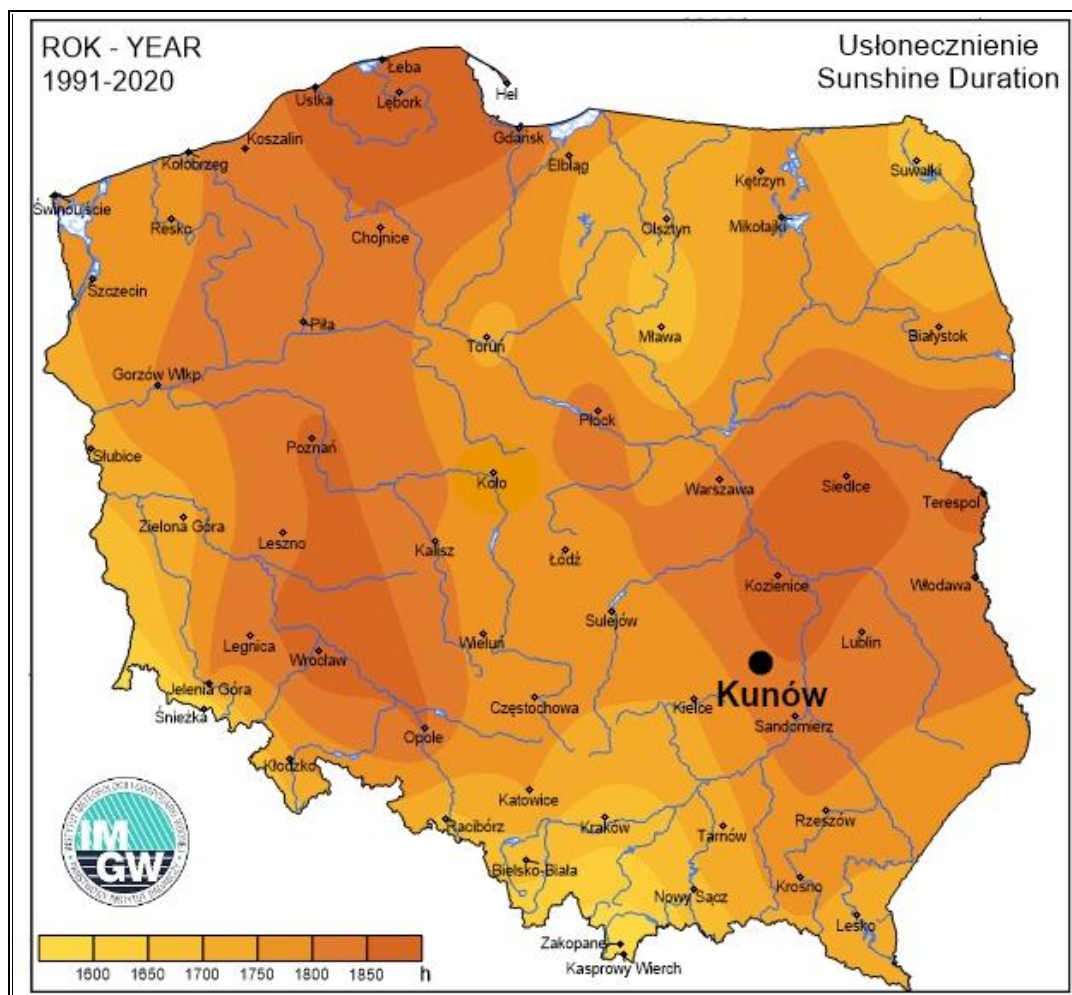 ROK - YEAR
1991-2020
Usłonecznienie
Sunshine Duration
Łeba
Ustka
Lębork
Hel
Koszalin
Gdańsk
Kołobrzeg
Elbląg
Suwałki
Kętrzyn
Świnoujście
Resko
Chojnice
Olsztyn
Mikołajki
Szczecin
Piła
Toruń
Mława
Białystok
Gorzów Wlkp.
Płock
Poznań
Słubice
Koło
Warszawa
Siedlce
Terespol
Zielona Góra
Leszno
Kalisz
Łódź
Kozienice
Włodawa
Sulejów
Legnica
Wrocław
Wieluń
Lublin
Jelenia Góra
Kunów
Śnieżka
Częstochowa
Kielce
Sandomierz
Opole
Kłodzko
Katowice
Racibórz
Kraków
Tarnów
Rzeszów
Bielsko-Biała
Nowy Sącz
Krosno
Lesko
Zakopane
Kasprowy Wierch
IM
GW
1600 1650 1700 1750 1800 1850 h